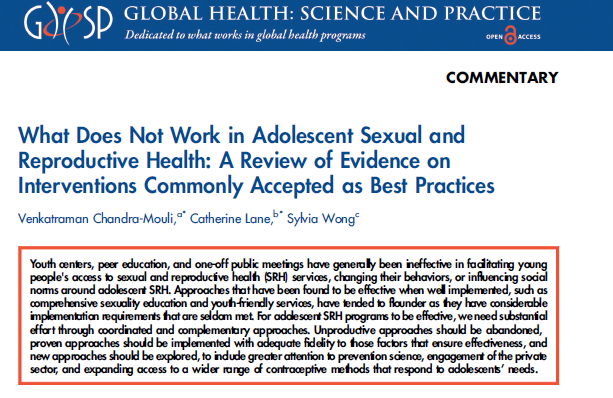 GHSP GLOBAL HEALTH: SCIENCE AND PRACTICE
Dedicated to what works in global health programs
OPEN ACCESS
COMMENTARY
What Does Not Work in Adolescent Sexual and
Reproductive Health: A Review of Evidence on
Interventions Commonly Accepted as Best Practices
Venkatraman Chandra-Mouli,a* Catherine Lane,b* Sylvia Wongc
Youth centers, peer education, and one-off public meetings have generally been ineffective in facilitating young
people's access to sexual and reproductive health (SRH) services, changing their behaviors, or influencing social
norms around adolescent SRH. Approaches that have been found to be effective when well implemented, such as
comprehensive sexuality education and youth-friendly services, have tended to flounder as they have considerable
implementation requirements that are seldom met. For adolescent SRH programs to be effective, we need substantial
effort through coordinated and complementary approaches. Unproductive approaches should be abandoned,
proven approaches should be implemented with adequate fidelity to those factors that ensure effectiveness, and
new approaches should be explored, to include greater attention to prevention science, engagement of the private
sector, and expanding access to a wider range of contraceptive methods that respond to adolescents' needs.